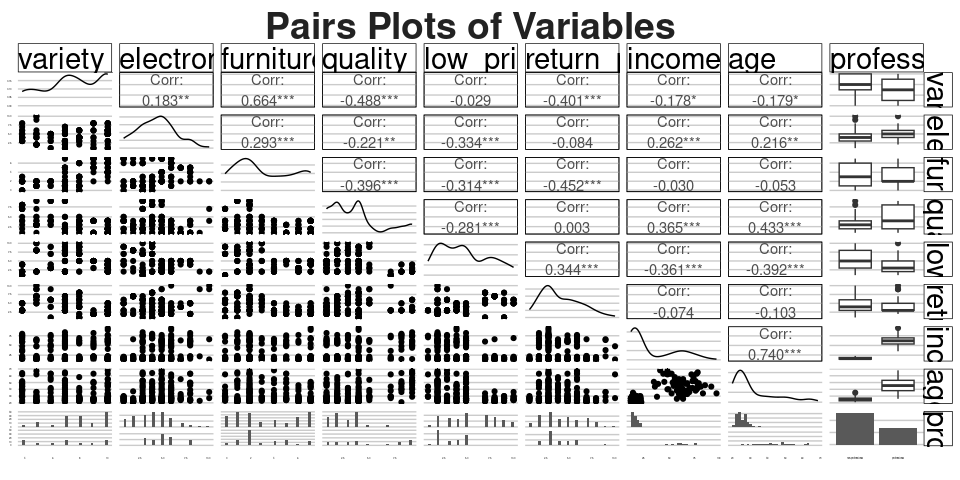 Pairs Plots of Variables
variety electron furniture quality low_pri return_p income age profess
Corr: Corr: Corr: Corr: Corr: Corr: Corr:
0.183** 0.664*** -0.488*** -0.029 -0.401*** -0.178* -0.179*
var
Corr: Corr: Corr: Corr: Corr: Corr:
0.293*** -0.221** -0.334*** -0.084 0.262*** 0.216**
ele
Corr: Corr: Corr: Corr: Corr:
-0.396*** -0.314*** -0.452*** -0.030 -0.053
fur
Corr: Corr: Corr: Corr:
-0.281*** 0.003 0.365*** 0.433***
qu
Corr: Corr: Corr:
0.344*** -0.361*** -0.392***
low
Corr: Corr:
-0.074 -0.103
ret
Corr:
0.740***
inc
age
pro